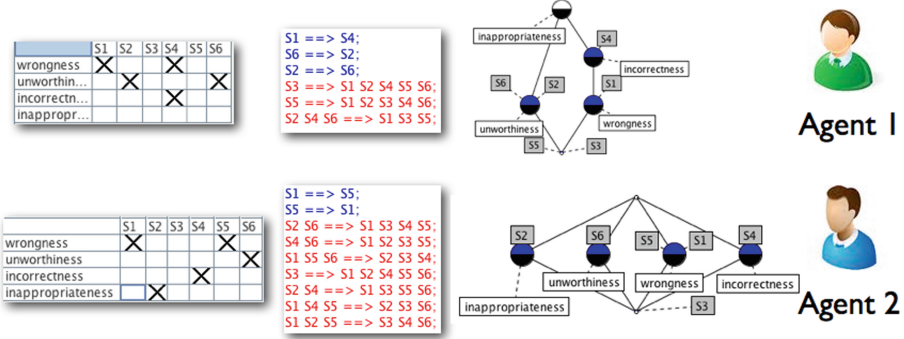 S1 S2 S3 S4 S5 S6
wrongness
unworthin...
incorrectn...
inappropr...
S1 ==> S4;
S6 ==> S2;
S2 ==> S6;
S3 ==> S1 S2 S4 S5 S6;
S5 ==> S1 S2 S3 S4 S6;
S2 S4 S6 ==> S1 S3 S5;
inappropriateness
S4
incorrectness
S6
S2
S1
unworthiness
wrongness
S5
S3
Agent 1
S1 S2 S3 S4 S5 S6
wrongness
unworthiness
incorrectness
inappropriateness
S1 ==> S5;
S5 ==> S1;
S2 S6 ==> S1 S3 S4 S5;
S4 S6 ==> S1 S2 S3 S5;
S1 S5 S6 ==> S2 S3 S4;
S3 ==> S1 S2 S4 S5 S6;
S2 S4 ==> S1 S3 S5 S6;
S1 S4 S5 ==> S2 S3 S6;
S1 S2 S5 ==> S3 S4 S6;
S2
S6
S5
S1
S4
inappropriateness
unworthiness
wrongness
incorrectness
S3
Agent 2